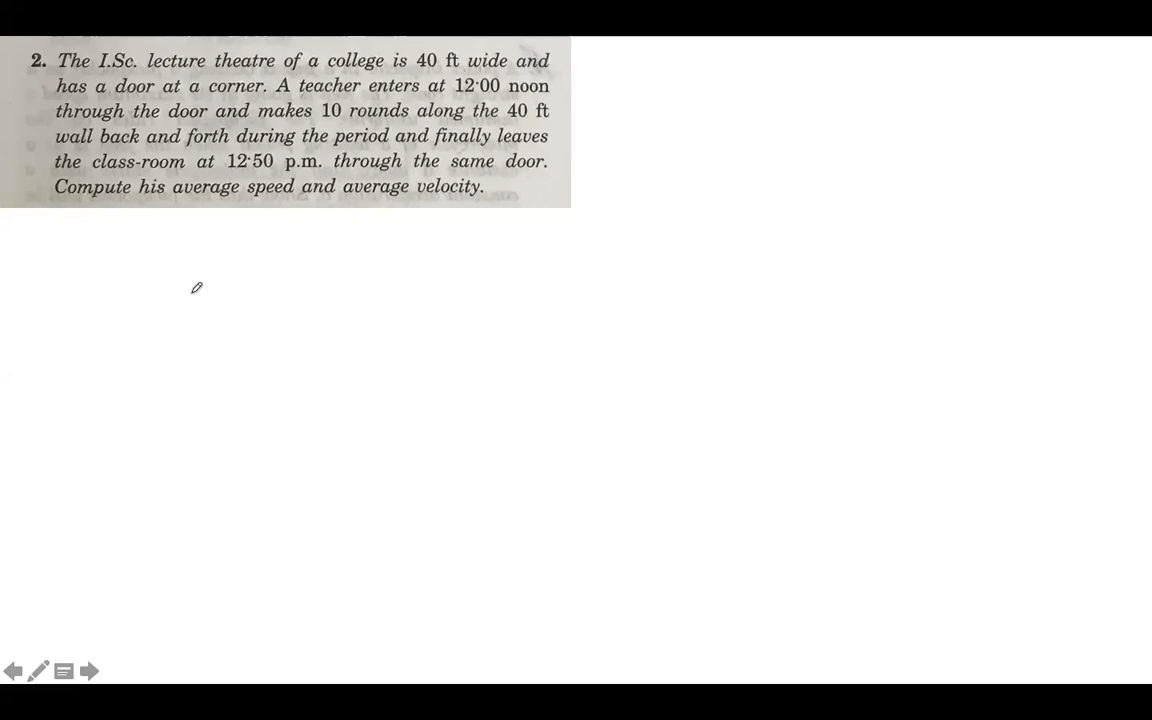 2. The I.Sc. lecture theatre of a college is 40 ft wide and
has a door at a corner. A teacher enters at 12·00 noon
through the door and makes 10 rounds along the 40 ft
wall back and forth during the period and finally leaves
the class-room at 12·50 p.m. through the same door.
Compute his average speed and average velocity.